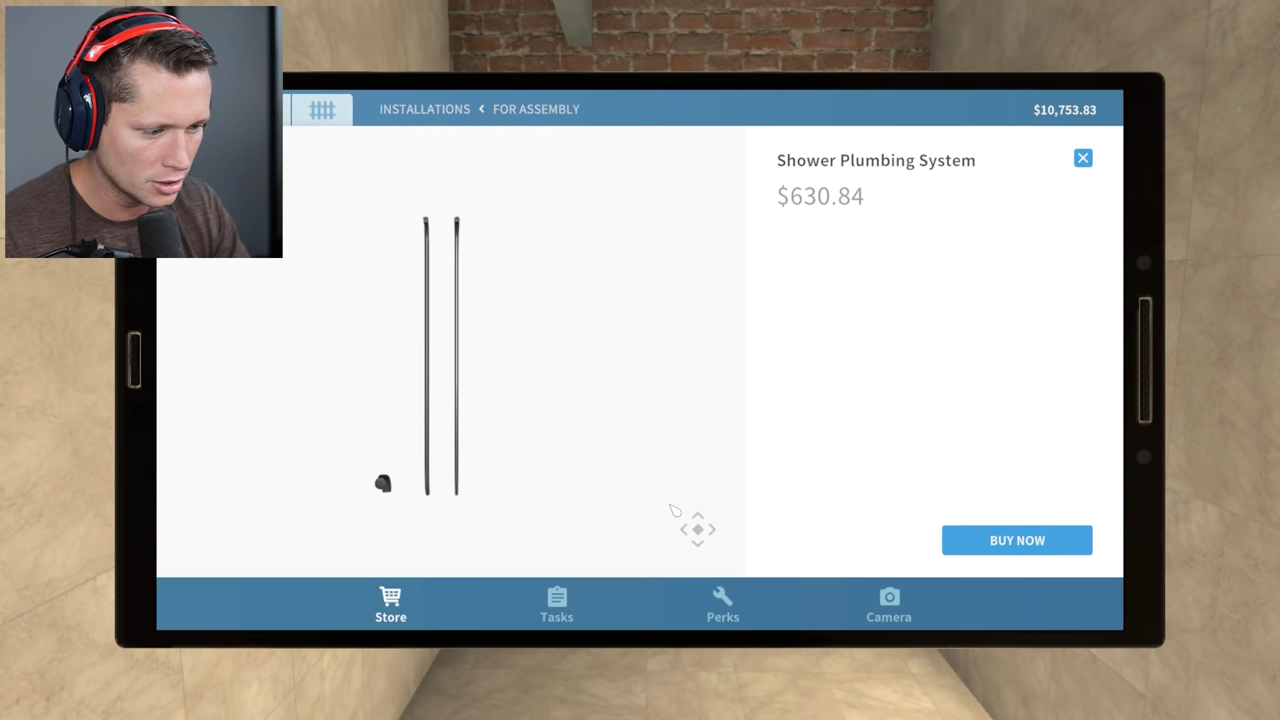 INSTALLATIONS < FOR ASSEMBLY
$10,753.83
Shower Plumbing System
$630.84
BUY NOW
Store
Tasks
Perks
Camera